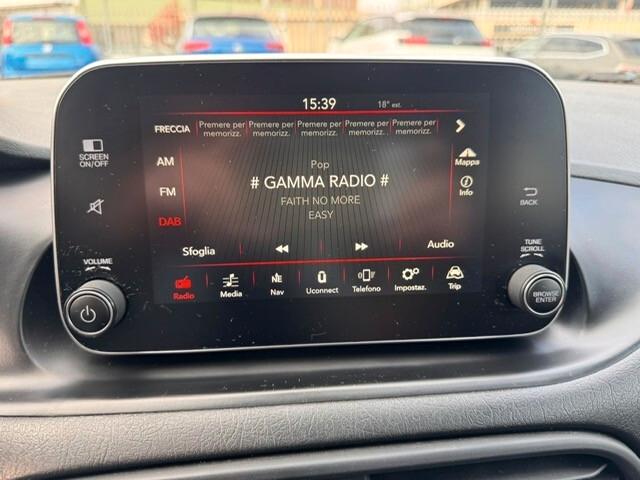 15:39
18° est.
FRECCIA
Premere per memorizz.
Premere per memorizz.
Premere per memorizz.
Premere per memorizz.
Premere per memorizz.
SCREEN
ON/OFF
AM
Pop
Mappa
# GAMMA RADIO #
FM
FAITH NO MORE
Info
BACK
DAB
EASY
Sfoglia
Audio
VOLUME
TUNE
SCROLL
BROWSE
ENTER
Radio
Media
NE
Nav
Uconnect
Telefono
Impostaz.
Trip